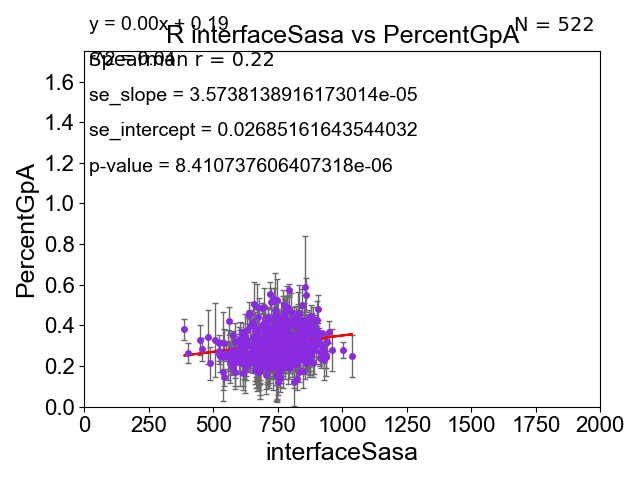 y = 0.00x + 0.19
N = 522
R interfaceSasa vs PercentGpA
Spearman r = 0.22
se_slope = 3.5738138916173014e-05
se_intercept = 0.02685161643544032
p-value = 8.410737606407318e-06
PercentGpA
1.6
1.4
1.2
1.0
0.8
0.6
0.4
0.2
0.0
0 250 500 750 1000 1250 1500 1750 2000
interfaceSasa